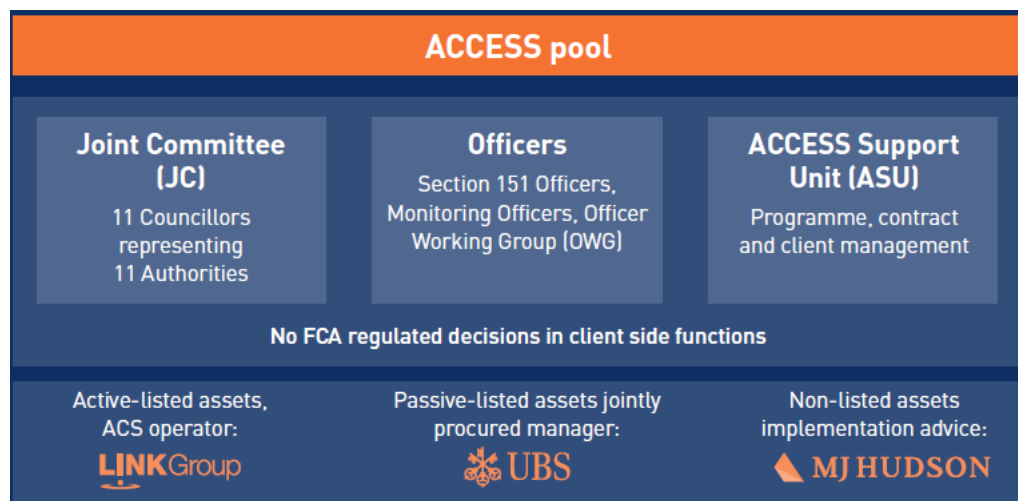 ACCESS pool
Joint Committee
(JC)
11 Councillors
representing
11 Authorities
Officers
Section 151 Officers,
Monitoring Officers, Officer
Working Group (OWG)
ACCESS Support
Unit (ASU)
Programme, contract
and client management
No FCA regulated decisions in client side functions
Active-listed assets,
ACS operator:
LINKGroup
Passive-listed assets jointly
procured manager:
UBS
Non-listed assets
implementation advice:
MJ HUDSON